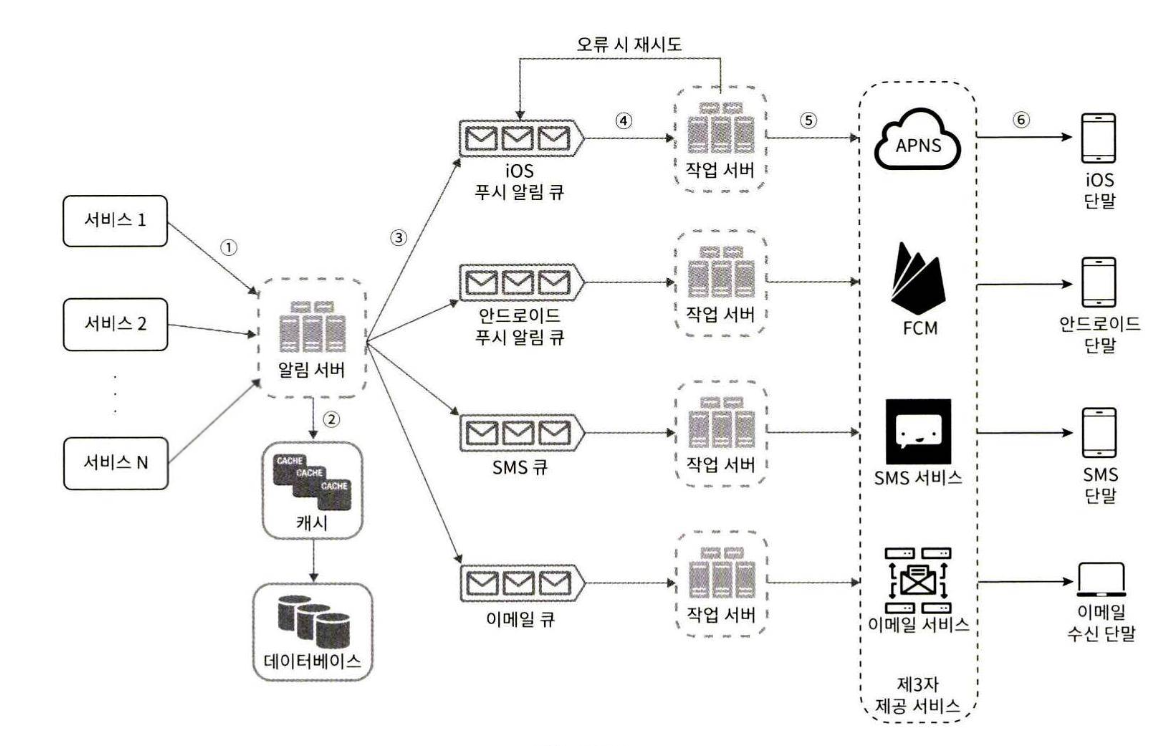 오류 시 재시도
④
⑤
⑥
작업 서버
APNS
iOS
푸시 알림 큐
iOS
단말
서비스 1
①
③
서비스 2
알림 서버
안드로이드
푸시 알림 큐
작업 서버
FCM
안드로이드
단말
.
.
.
②
서비스 N
CACHE
CACHE
CACHE
캐시
SMS 큐
작업 서버
SMS 서비스
SMS
단말
데이터베이스
이메일 큐
작업 서버
이메일 서비스
이메일
수신 단말
제3자
제공 서비스